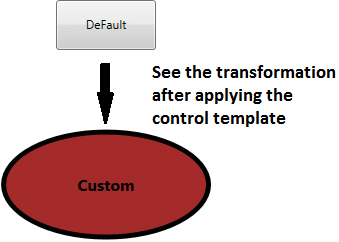 DeFault
See the transformation
after applying the
control template
Custom